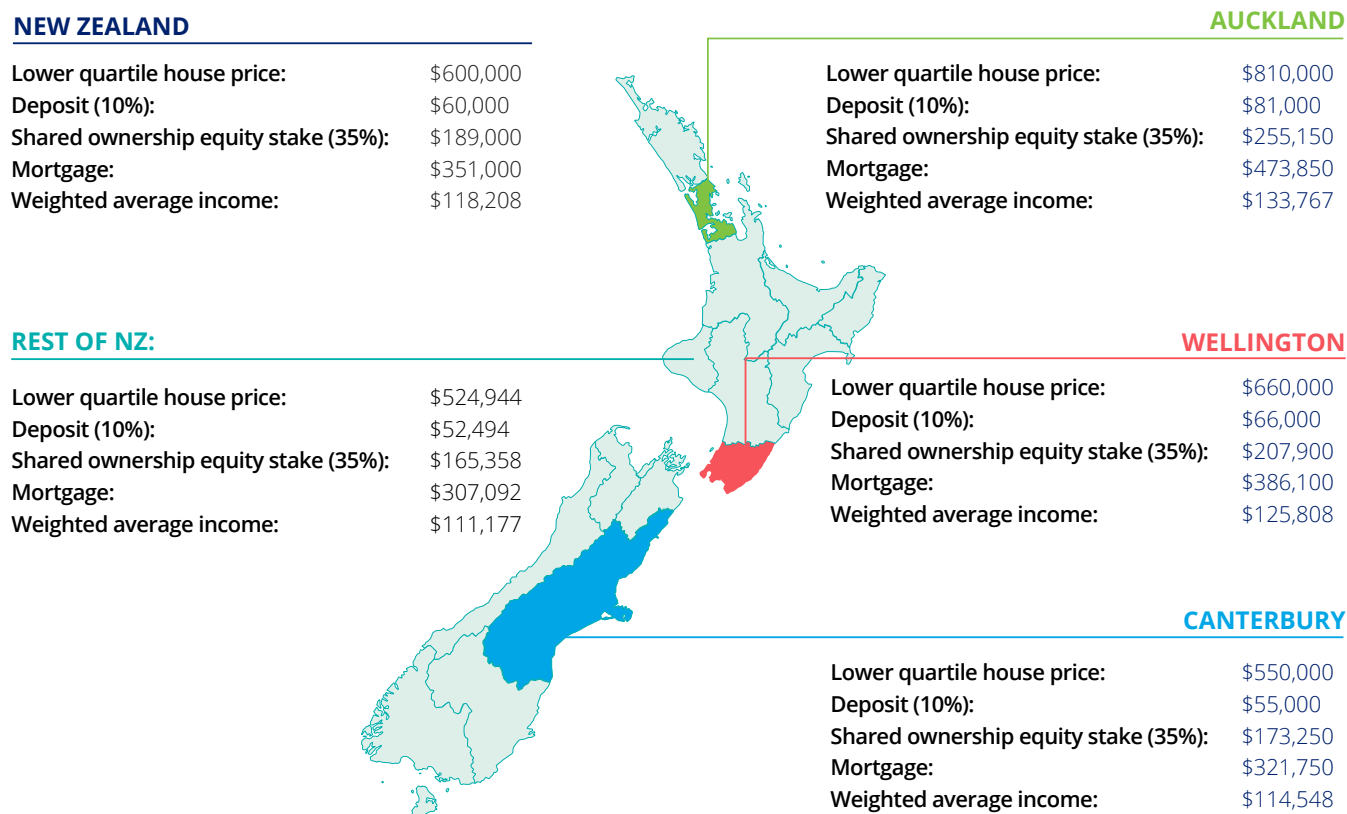 NEW ZEALAND
Lower quartile house price: $600,000
Deposit (10%): $60,000
Shared ownership equity stake (35%): $189,000
Mortgage: $351,000
Weighted average income: $118,208
AUCKLAND
Lower quartile house price: $810,000
Deposit (10%): $81,000
Shared ownership equity stake (35%): $255,150
Mortgage: $473,850
Weighted average income: $133,767
REST OF NZ:
Lower quartile house price: $524,944
Deposit (10%): $52,494
Shared ownership equity stake (35%): $165,358
Mortgage: $307,092
Weighted average income: $111,177
WELLINGTON
Lower quartile house price: $660,000
Deposit (10%): $66,000
Shared ownership equity stake (35%): $207,900
Mortgage: $386,100
Weighted average income: $125,808
CANTERBURY
Lower quartile house price: $550,000
Deposit (10%): $55,000
Shared ownership equity stake (35%): $173,250
Mortgage: $321,750
Weighted average income: $114,548